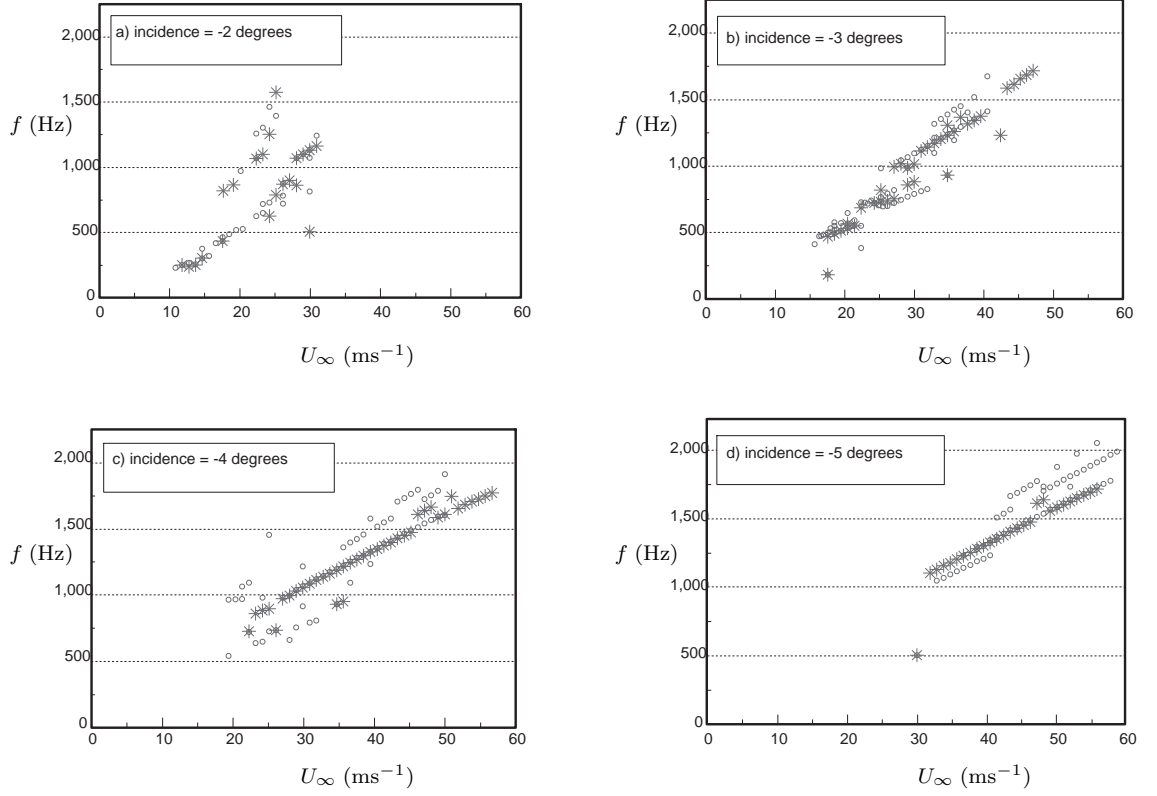 a) incidence = -2 degrees
2,000
1,500
f (Hz)
1,000
500
0
0 10 20 30 40 50 60
U∞ (ms−1)
b) incidence = -3 degrees
2,000
1,500
f (Hz)
1,000
500
0
0 10 20 30 40 50 60
U∞ (ms−1)
c) incidence = -4 degrees
2,000
1,500
f (Hz)
1,000
500
0
0 10 20 30 40 50 60
U∞ (ms−1)
d) incidence = -5 degrees
2,000
1,500
f (Hz)
1,000
500
0
0 10 20 30 40 50 60
U∞ (ms−1)